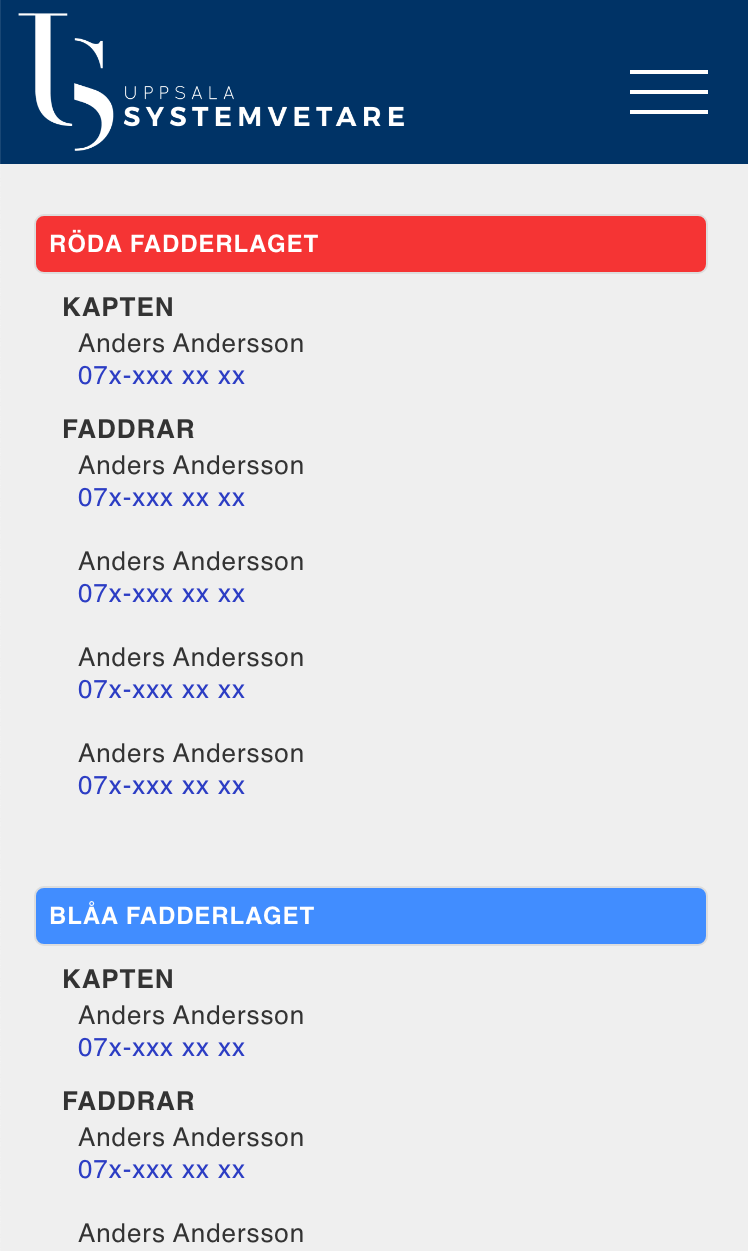 US
UPPSALA
SYSTEMVETARE
RÖDA FADDERLAGET
KAPTEN
Anders Andersson
07x-xxx xx xx
FADDRAR
Anders Andersson
07x-xxx xx xx
Anders Andersson
07x-xxx xx xx
Anders Andersson
07x-xxx xx xx
Anders Andersson
07x-xxx xx xx
BLÅA FADDERLAGET
KAPTEN
Anders Andersson
07x-xxx xx xx
FADDRAR
Anders Andersson
07x-xxx xx xx
Anders Andersson